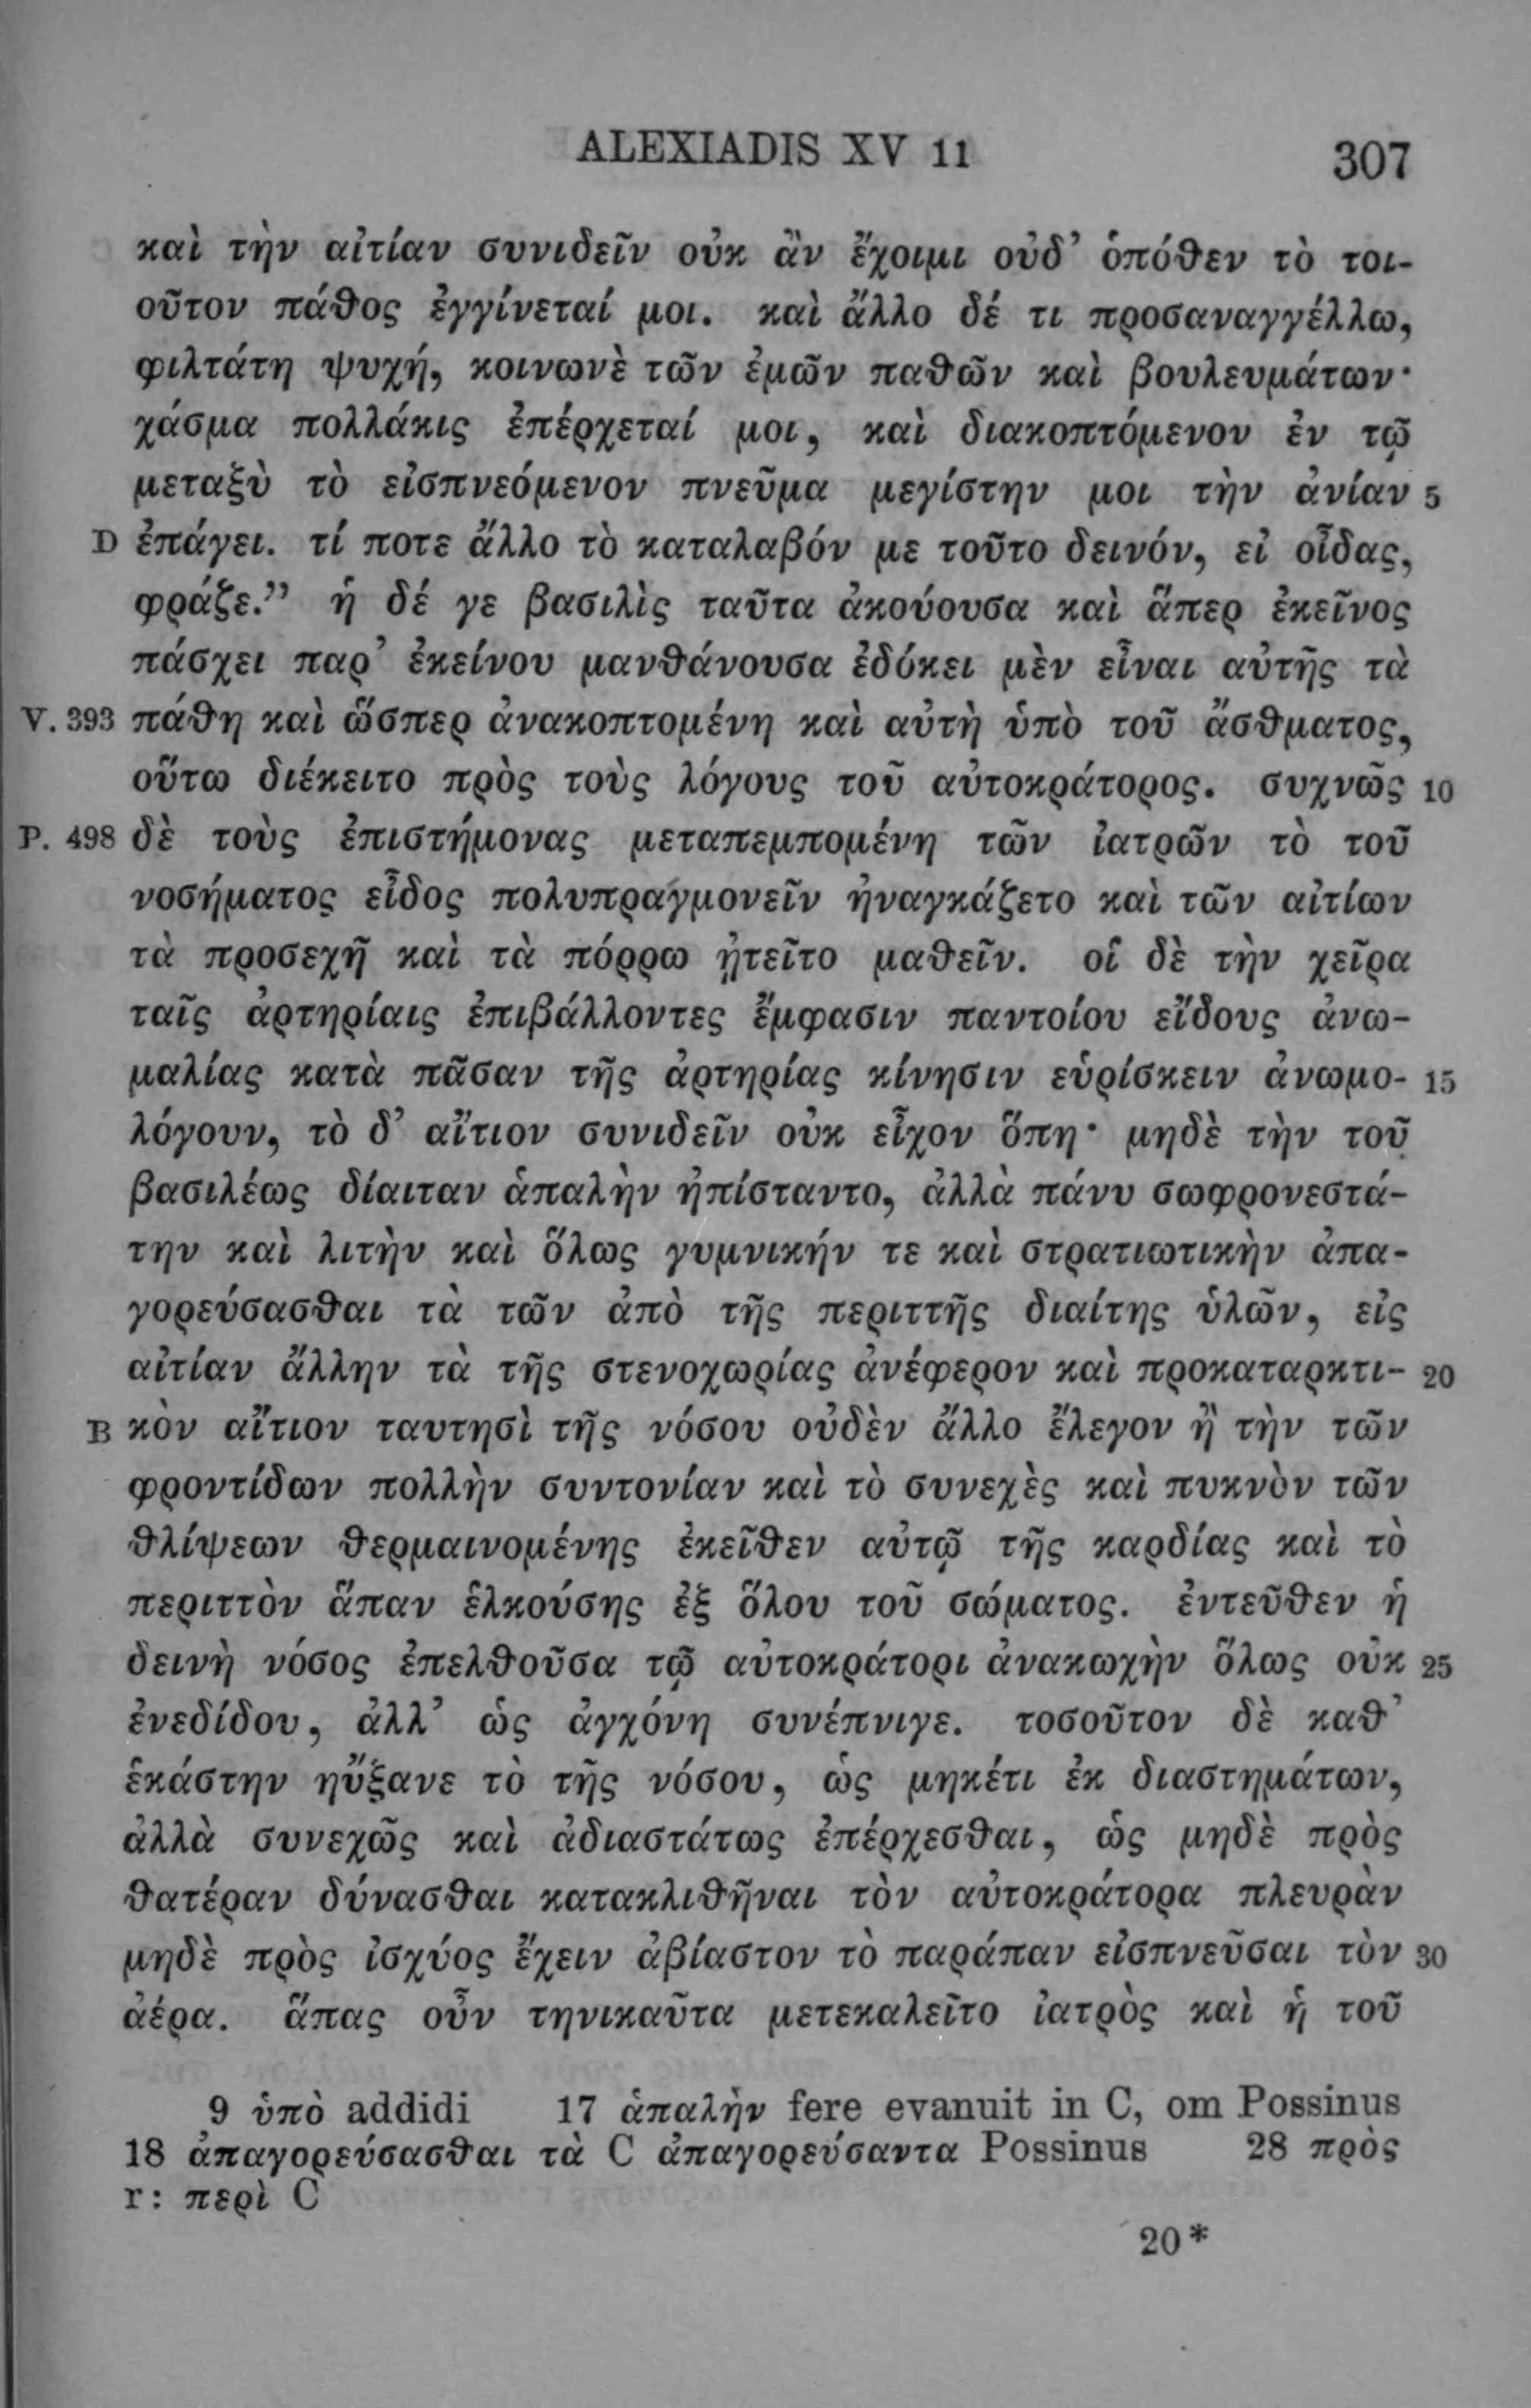 ALEXIADIS XV 11 307
καὶ τὴν αἰτίαν συνιδεῖν οὐκ ἂν ἔχοιμι οὐδ’ ὁπόθεν τὸ τοι-
οῦτον πάθος ἐγγίνεταί μοι. καὶ ἄλλο δέ τι προσαναγγέλλω,
φιλτάτη ψυχή, κοινωνὲ τῶν ἐμῶν παθῶν καὶ βουλευμάτων·
χάσμα πολλάκις ἐπέρχεταί μοι, καὶ διακοπτόμενον ἐν τῷ
μεταξὺ τὸ εἰσπνεόμενον πνεῦμα μεγίστην μοι τὴν ἀνίαν 5
D ἐπάγει. τί ποτε ἄλλο τὸ καταλαβόν με τοῦτο δεινόν, εἰ οἶδας,
φράζε.” ἡ δέ γε βασιλὶς ταῦτα ἀκούουσα καὶ ἅπερ ἐκεῖνος
πάσχει παρ’ ἐκείνου μανθάνουσα ἐδόκει μὲν εἶναι αὐτῆς τὰ
V. 393 πάθη καὶ ὥσπερ ἀνακοπτομένη καὶ αὐτὴ ὑπὸ τοῦ ἄσθματος,
οὕτω διέκειτο πρὸς τοὺς λόγους τοῦ αὐτοκράτορος. συχνῶς 10
P. 498 δὲ τοὺς ἐπιστήμονας μεταπεμπομένη τῶν ἰατρῶν τὸ τοῦ
νοσήματος εἶδος πολυπραγμονεῖν ἠναγκάζετο καὶ τῶν αἰτίων
τὰ προσεχῆ καὶ τὰ πόρρω ᾐτεῖτο μαθεῖν. οἱ δὲ τὴν χεῖρα
ταῖς ἀρτηρίαις ἐπιβάλλοντες ἔμφασιν παντοίου εἴδους ἀνω-
μαλίας κατὰ πᾶσαν τῆς ἀρτηρίας κίνησιν εὑρίσκειν ἀνωμο- 15
λόγουν, τὸ δ’ αἴτιον συνιδεῖν οὐκ εἶχον ὅπη· μηδὲ τὴν τοῦ
βασιλέως δίαιταν ἁπαλὴν ἠπίσταντο, ἀλλὰ πάνυ σωφρονεστά-
την καὶ λιτὴν καὶ ὅλως γυμνικήν τε καὶ στρατιωτικὴν ἀπα-
γορεύσασθαι τὰ τῶν ἀπὸ τῆς περιττῆς διαίτης ὑλῶν, εἰς
αἰτίαν ἄλλην τὰ τῆς στενοχωρίας ἀνέφερον καὶ προκαταρκτι- 20
B κὸν αἴτιον ταυτησὶ τῆς νόσου οὐδὲν ἄλλο ἔλεγον ἢ τὴν τῶν
φροντίδων πολλὴν συντονίαν καὶ τὸ συνεχὲς καὶ πυκνὸν τῶν
θλίψεων θερμαινομένης ἐκεῖθεν αὐτῷ τῆς καρδίας καὶ τὸ
περιττὸν ἅπαν ἑλκούσης ἐξ ὅλου τοῦ σώματος. ἐντεῦθεν ἡ
δεινὴ νόσος ἐπελθοῦσα τῷ αὐτοκράτορι ἀνακωχὴν ὅλως οὐκ 25
ἐνεδίδου, ἀλλ’ ὡς ἀγχόνη συνέπνιγε. τοσοῦτον δὲ καθ’
ἑκάστην ηὔξανε τὸ τῆς νόσου, ὡς μηκέτι ἐκ διαστημάτων,
ἀλλὰ συνεχῶς καὶ ἀδιαστάτως ἐπέρχεσθαι, ὡς μηδὲ πρὸς
θατέραν δύνασθαι κατακλιθῆναι τὸν αὐτοκράτορα πλευρὰν
μηδὲ πρὸς ἰσχύος ἔχειν ἀβίαστον τὸ παράπαν εἰσπνεῦσαι τὸν 30
ἀέρα. ἅπας οὖν τηνικαῦτα μετεκαλεῖτο ἰατρὸς καὶ ἡ τοῦ
9 ὑπὸ addidi 17 ἁπαλὴν fere evanuit in C, om Possinus
18 ἀπαγορεύσασθαι τὰ C ἀπαγορεύσαντα Possinus 28 πρὸς
r: περὶ C
20*